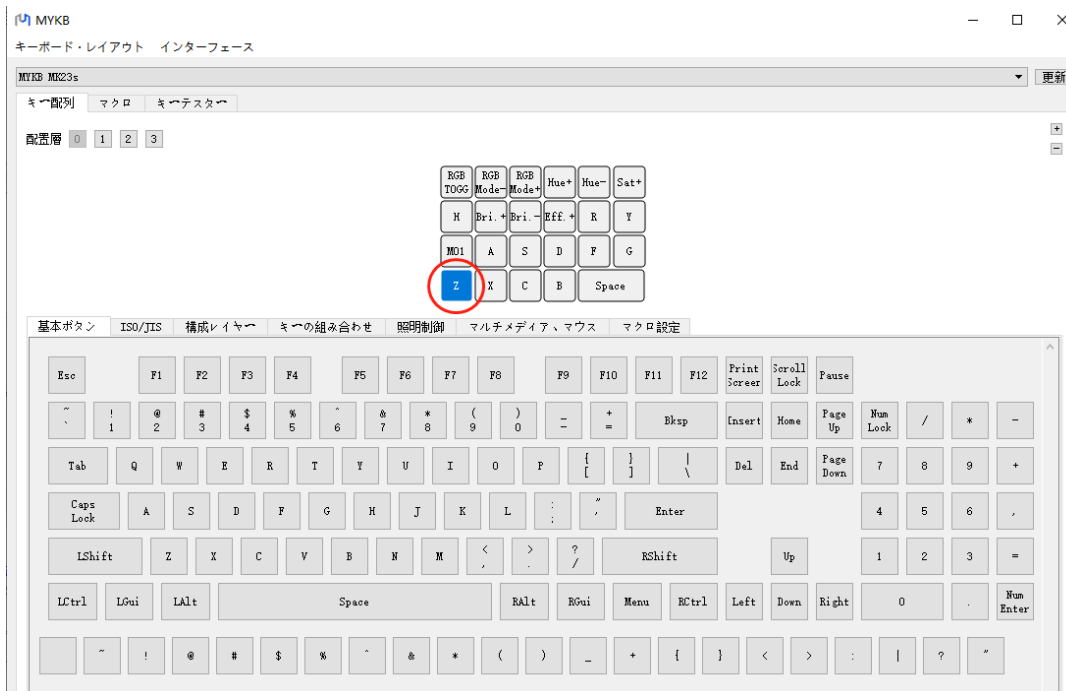 MYKB
キーボード・レイアウト インターフェース
MYKB MK23s 更新
キー配列 マクロ キーテスター
配置層 0 1 2 3
+
-
RGB TOGG RGB Mode- RGB Mode+ Hue+ Hue- Sat+
H Bri.+ Bri.- Eff.+ R Y
MO1 A S D F G
Z X C B Space
基本ボタン ISO/JIS 構成レイヤー キーの組み合わせ 照明制御 マルチメディア、マウス マクロ設定
Esc F1 F2 F3 F4 F5 F6 F7 F8 F9 F10 F11 F12 Print Screer Scroll Lock Pause
~ ` ! 1 @ 2 # 3 $ 4 % 5 ^ 6 & 7 * 8 ( 9 ) 0 _ - + = Bksp Insert Home Page Up Num Lock / * -
Tab Q W E R T Y U I O P { [ } ] | \ Del End Page Down 7 8 9 +
Caps Lock A S D F G H J K L : ; " ' Enter 4 5 6 ,
LShift Z X C V B N M < , > . ? / RShift Up 1 2 3 =
LCtrl LGui LAlt Space RAlt RGui Menu RCtrl Left Down Right 0 . Num Enter
~ ! @ # $ % ^ & * ( ) _ + { } < > : | ? "